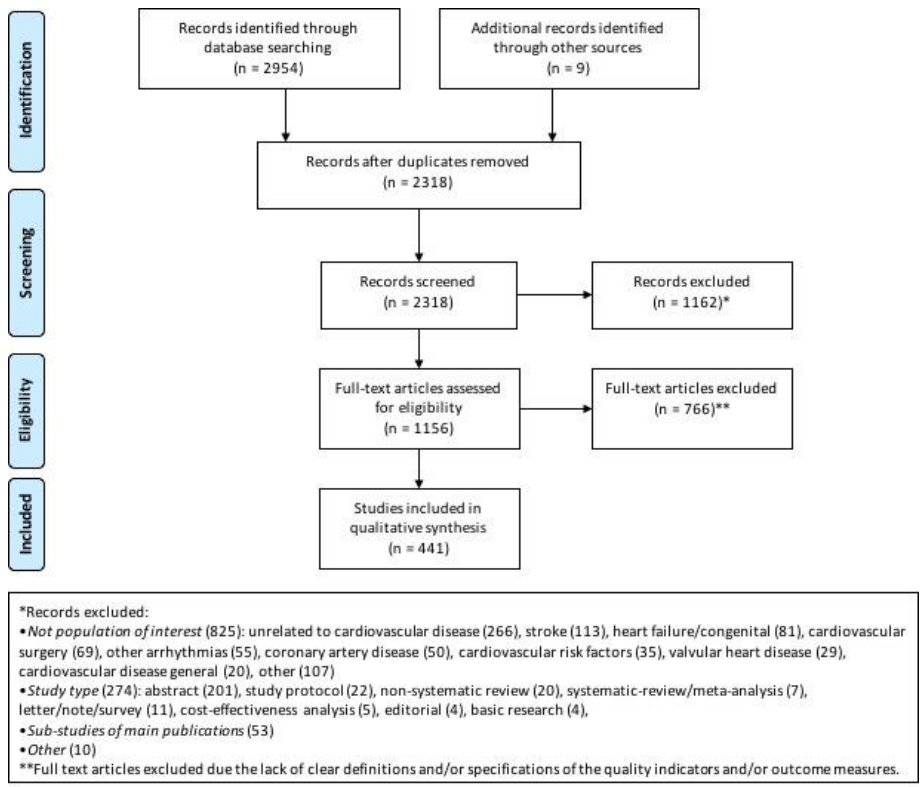 Identification
Records identified through
database searching
(n = 2954)
Additional records identified
through other sources
(n = 9)
Records after duplicates removed
(n = 2318)
Screening
Records screened
(n = 2318)
Records excluded
(n = 1162)*
Eligibility
Full-text articles assessed
for eligibility
(n = 1156)
Full-text articles excluded
(n = 766)**
Included
Studies included in
qualitative synthesis
(n = 441)
*Records excluded:
•Not population of interest (825): unrelated to cardiovascular disease (266), stroke (113), heart failure/congenital (81), cardiovascular
surgery (69), other arrhythmias (55), coronary artery disease (50), cardiovascular risk factors (35), valvular heart disease (29),
cardiovascular disease general (20), other (107)
•Study type (274): abstract (201), study protocol (22), non-systematic review (20), systematic-review/meta-analysis (7),
letter/note/survey (11), cost-effectiveness analysis (5), editorial (4), basic research (4),
•Sub-studies of main publications (53)
•Other (10)
**Full text articles excluded due the lack of clear definitions and/or specifications of the quality indicators and/or outcome measures.